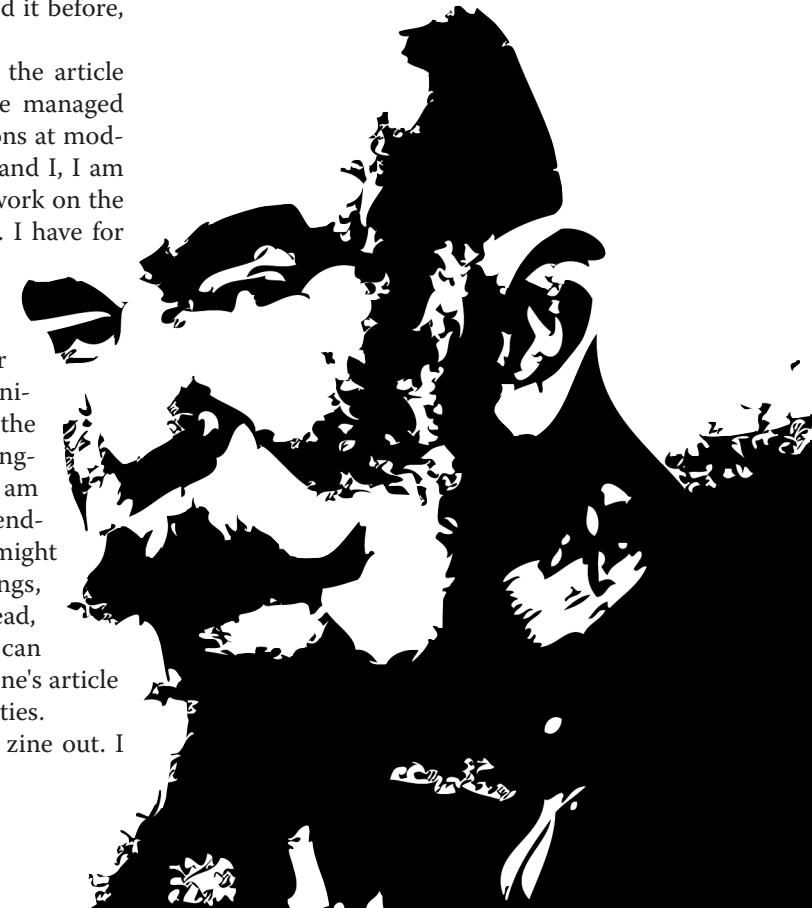 d it before,
the article
e managed
ons at mod-
and I, I am
work on the
. I have for
r
ni-
the
ng-
am
end-
might
ngs,
ead,
can
ne's article
ties.
zine out. I